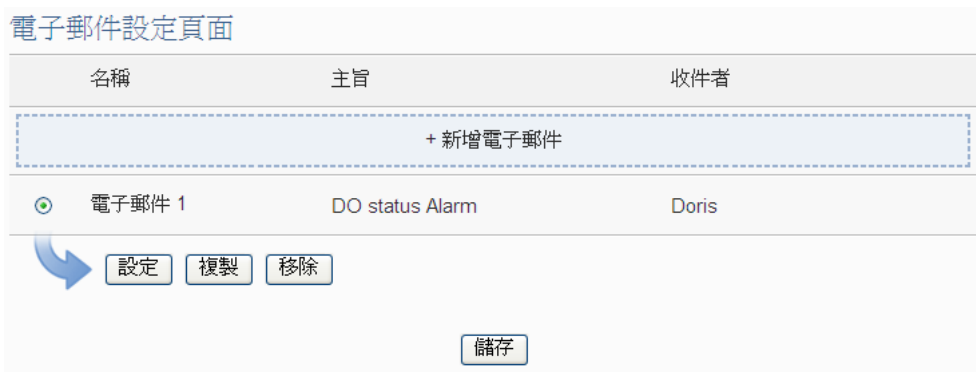 電子郵件設定頁面
名稱 主旨 收件者
+ 新增電子郵件
電子郵件 1 DO status Alarm Doris
設定 複製 移除
儲存